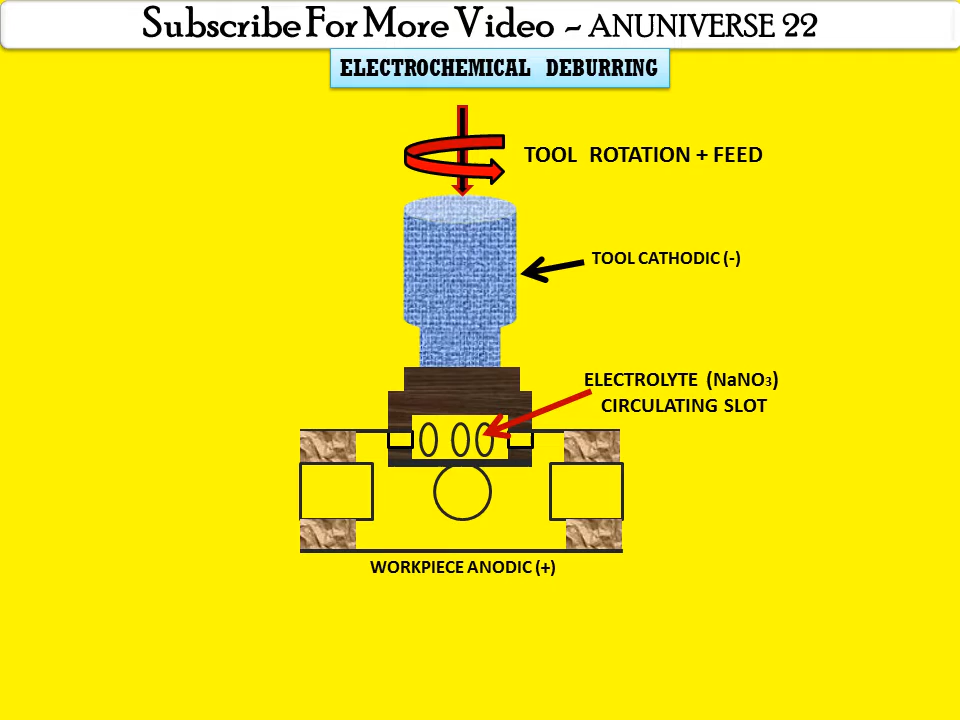 Subscribe For More Video - ANUNIVERSE 22
ELECTROCHEMICAL DEBURRING
TOOL ROTATION + FEED
TOOL CATHODIC (-)
ELECTROLYTE (NaNO₃)
CIRCULATING SLOT
WORKPIECE ANODIC (+)